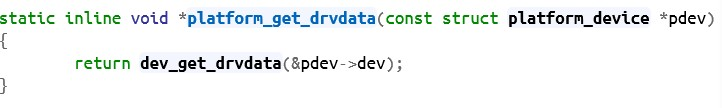 static inline void *platform_get_drvdata(const struct platform_device *pdev)
{
        return dev_get_drvdata(&pdev->dev);
}